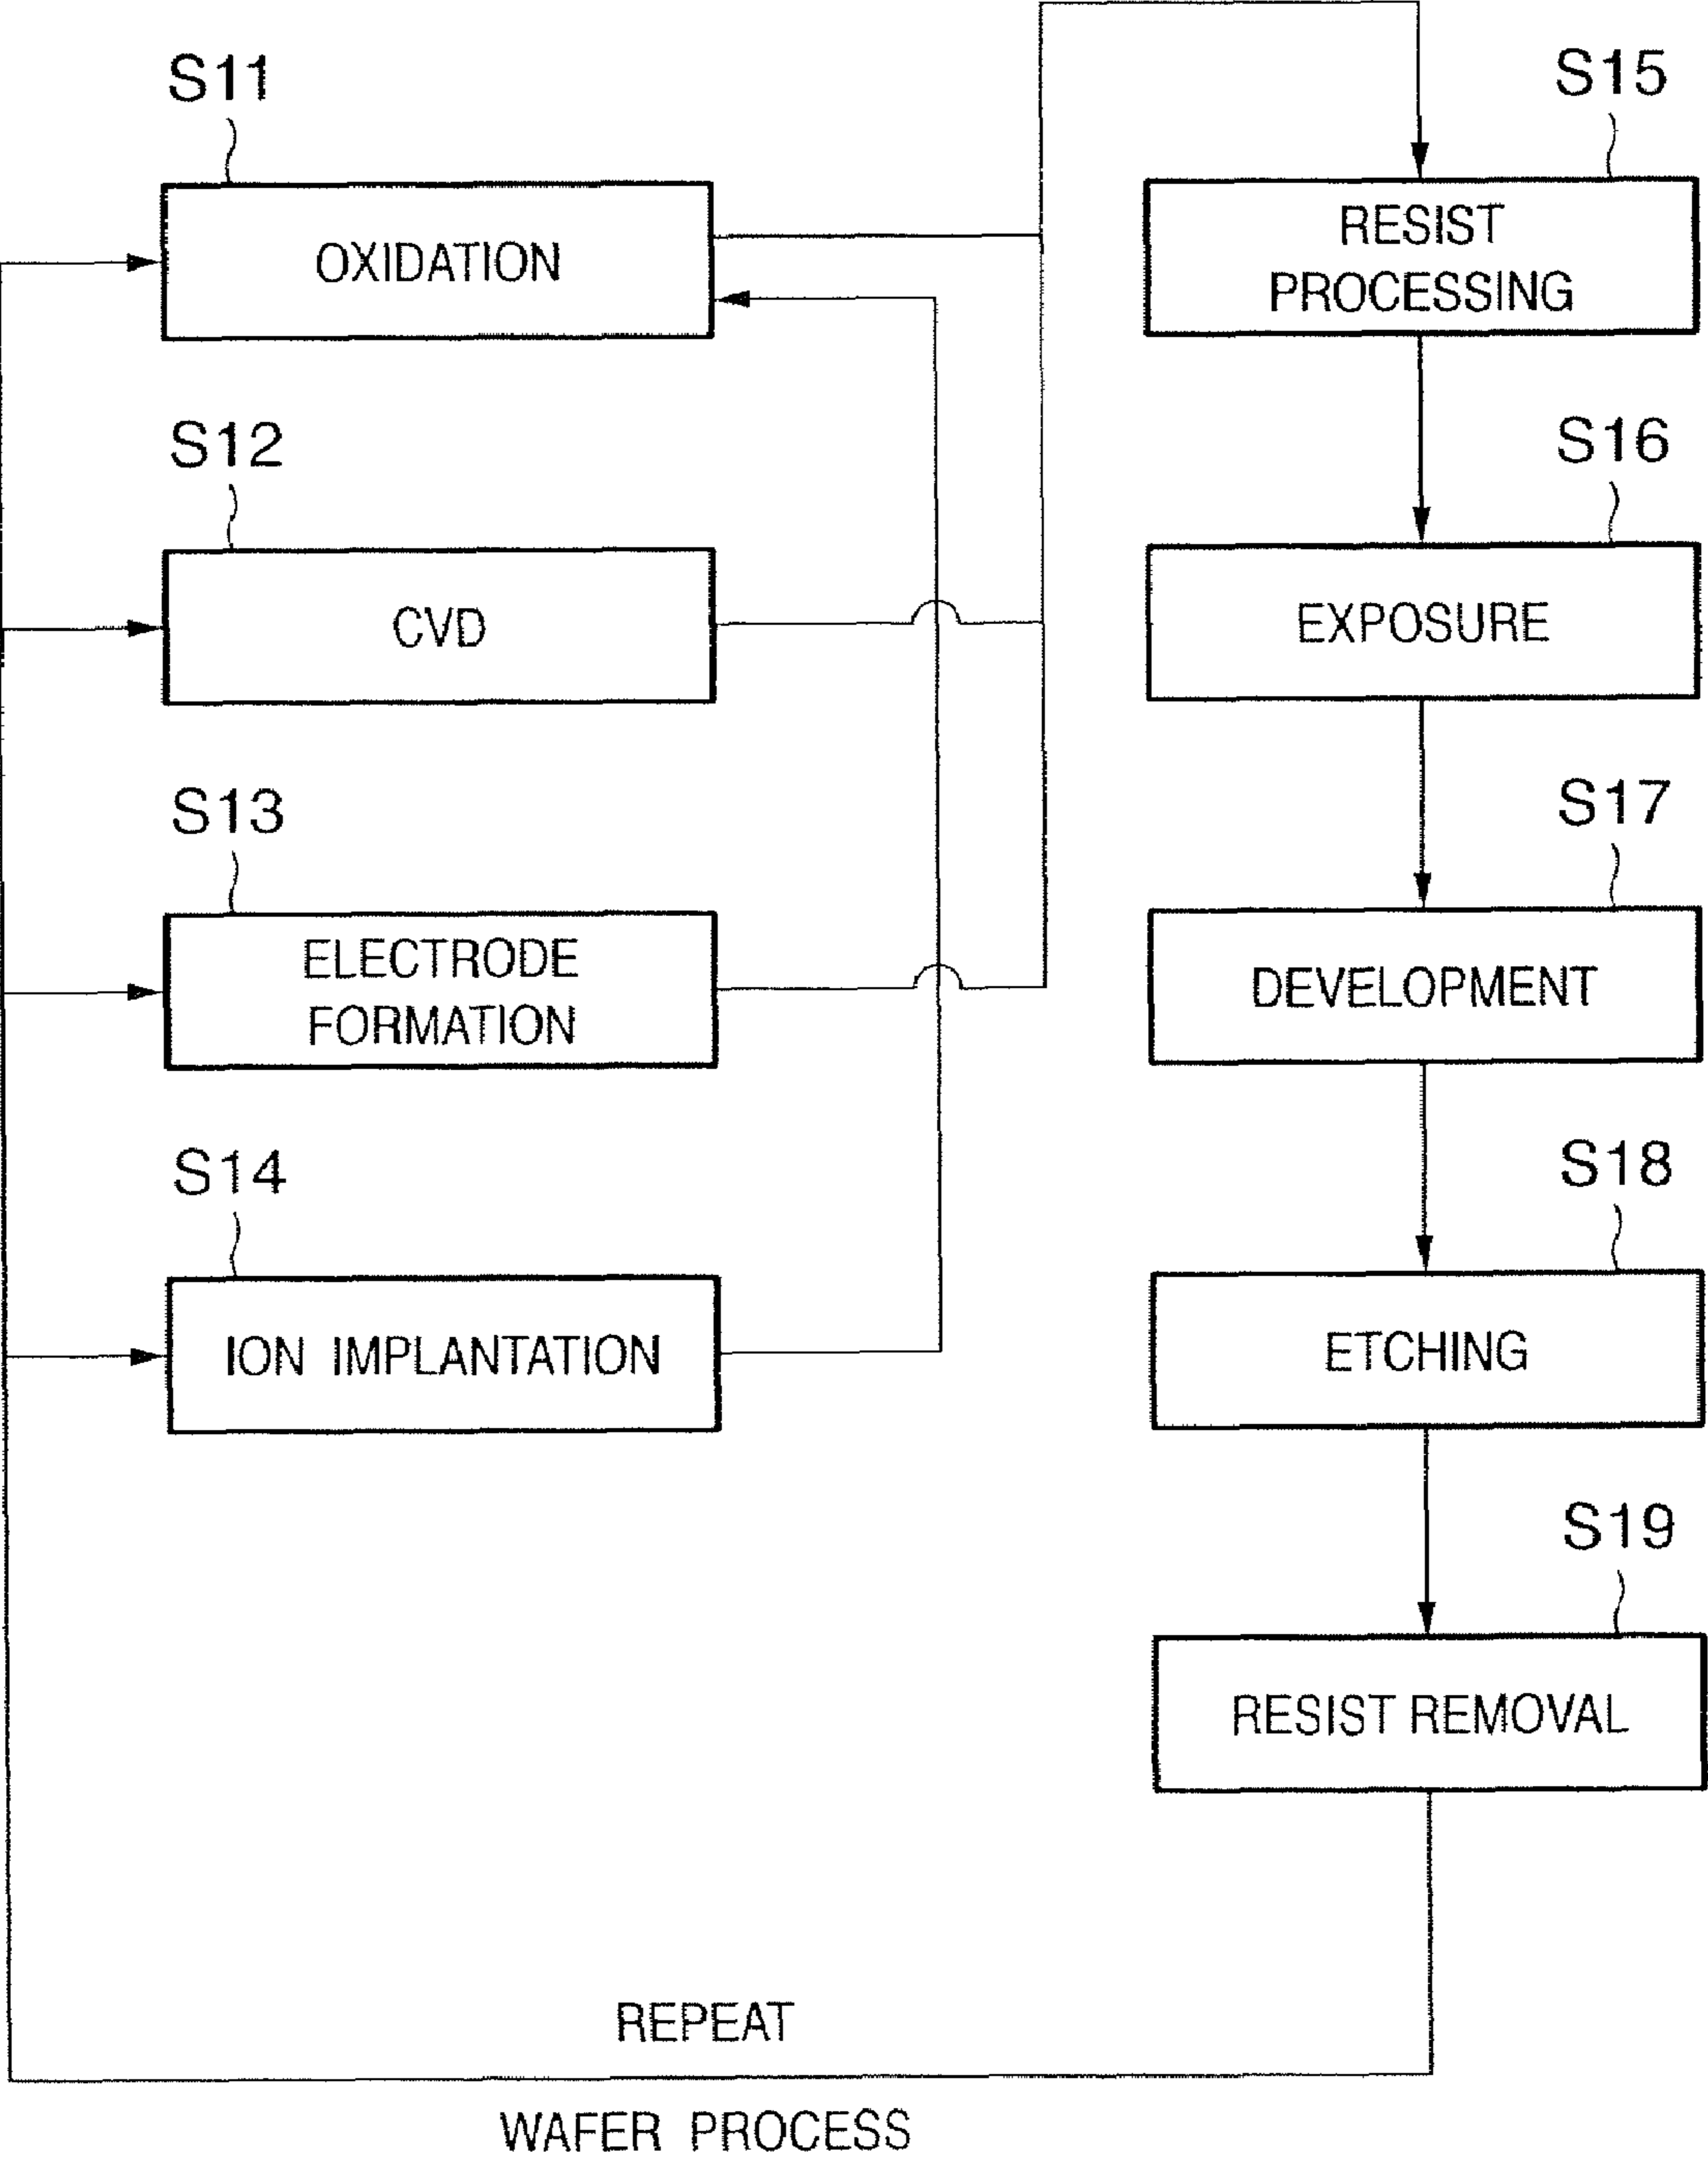 S11
OXIDATION
S12
CVD
S13
ELECTRODE
FORMATION
S14
ION IMPLANTATION
S15
RESIST
PROCESSING
S16
EXPOSURE
S17
DEVELOPMENT
S18
ETCHING
S19
RESIST REMOVAL
REPEAT
WAFER PROCESS